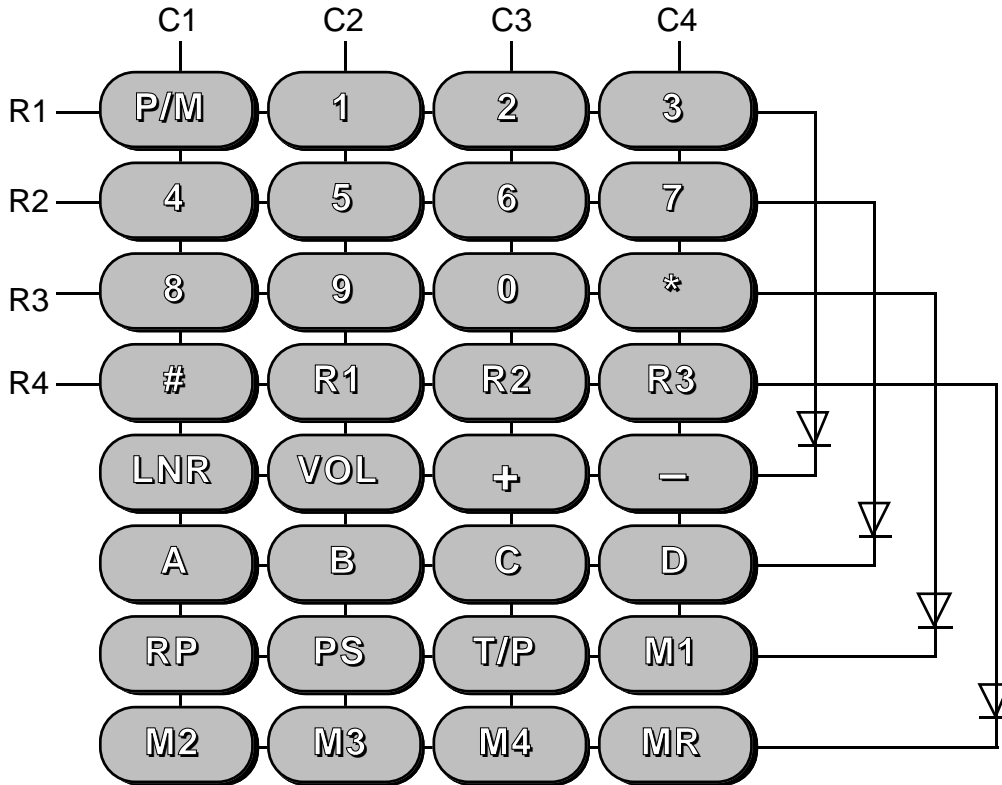 C1 C2 C3 C4
R1 P/M 1 2 3
R2 4 5 6 7
R3 8 9 0 *
R4 # R1 R2 R3
LNR VOL + −
A B C D
RP PS T/P M1
M2 M3 M4 MR